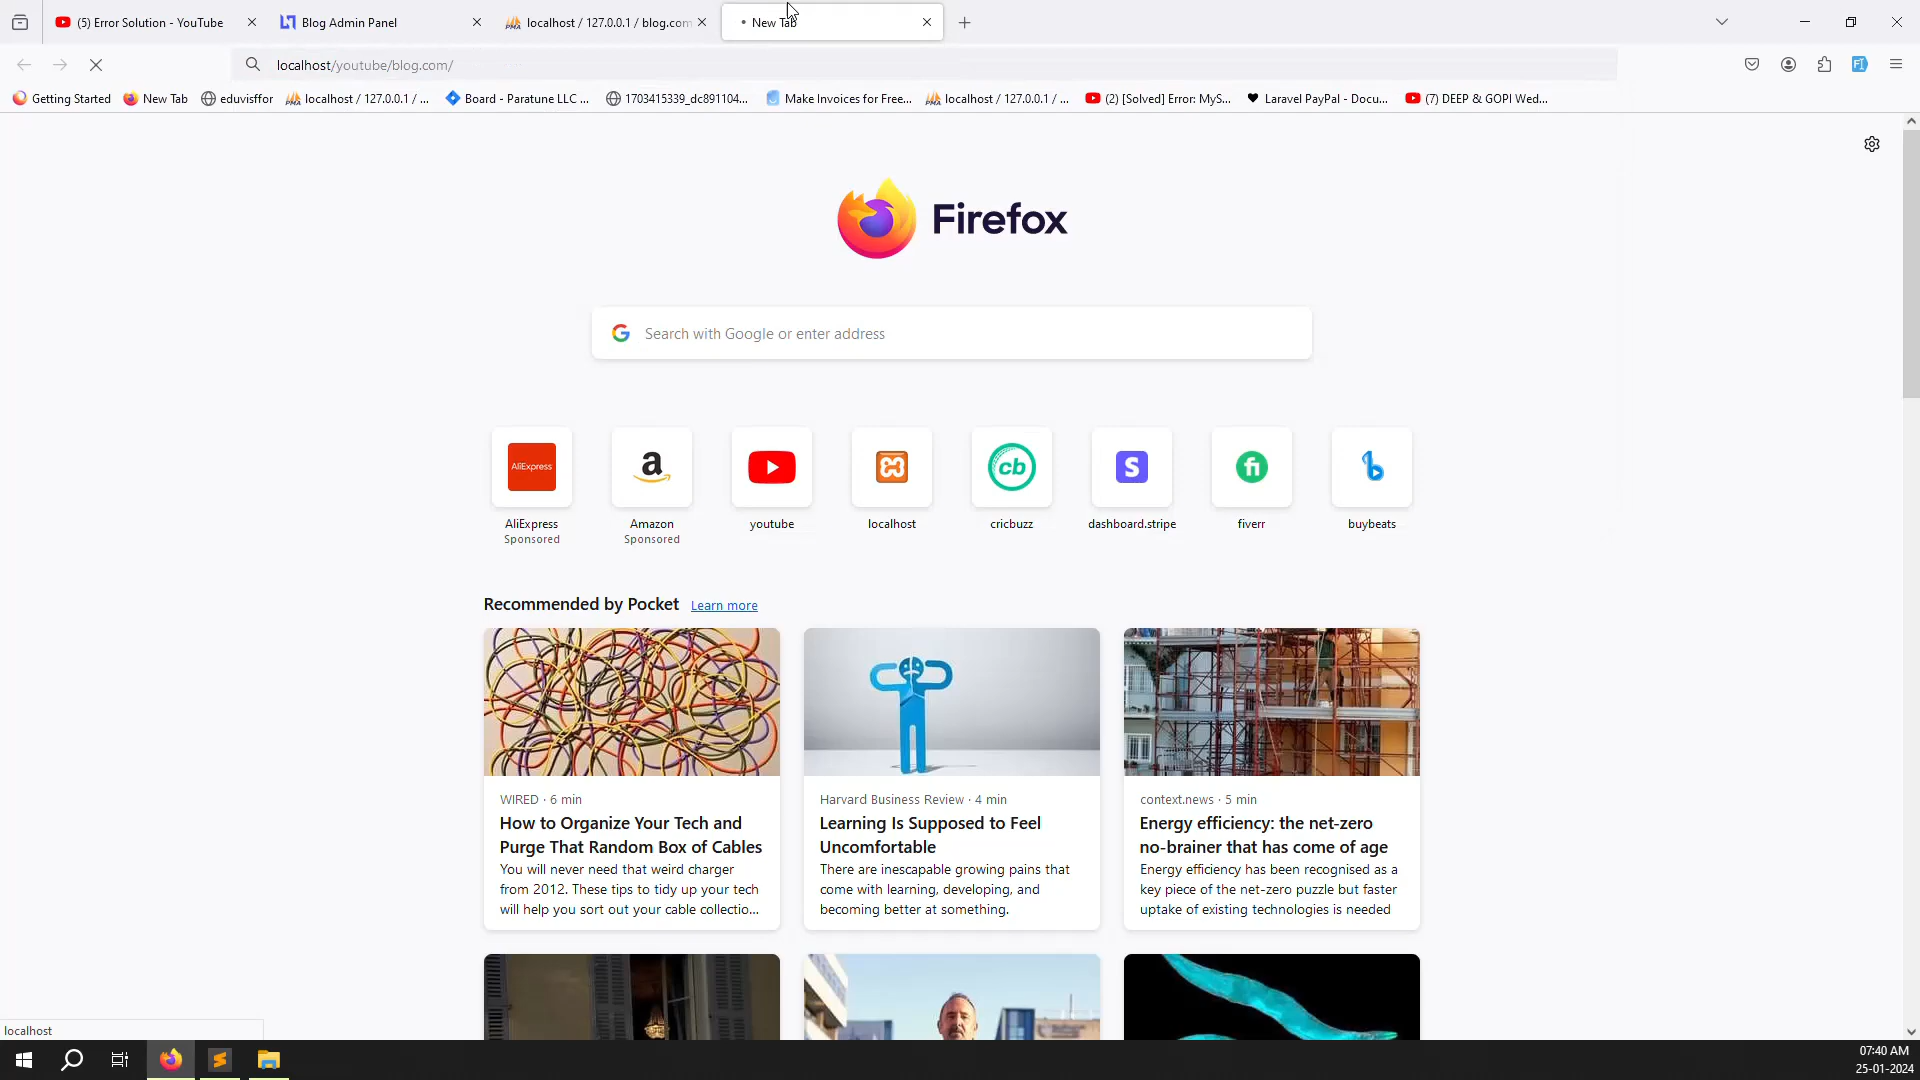 (5) Error Solution - YouTube
Blog Admin Panel
localhost / 127.0.0.1 / blog.com
New Tab
localhost/youtube/blog.com/
Getting Started
New Tab
eduvisffor
localhost / 127.0.0.1 / ...
Board - Paratune LLC ...
1703415339_dc891104...
Make Invoices for Free...
localhost / 127.0.0.1 / ...
(2) [Solved] Error: MyS...
Laravel PayPal - Docu...
(7) DEEP & GOPI Wed...
Firefox
Search with Google or enter address
AliExpress
a
cb
S
fi
b
AliExpress
Sponsored
Amazon
Sponsored
youtube
localhost
cricbuzz
dashboard.stripe
fiverr
buybeats
Recommended by Pocket Learn more
WIRED · 6 min
How to Organize Your Tech and
Purge That Random Box of Cables
You will never need that weird charger
from 2012. These tips to tidy up your tech
will help you sort out your cable collectio...
Harvard Business Review · 4 min
Learning Is Supposed to Feel
Uncomfortable
There are inescapable growing pains that
come with learning, developing, and
becoming better at something.
context.news · 5 min
Energy efficiency: the net-zero
no-brainer that has come of age
Energy efficiency has been recognised as a
key piece of the net-zero puzzle but faster
uptake of existing technologies is needed
localhost
07:40 AM
25-01-2024